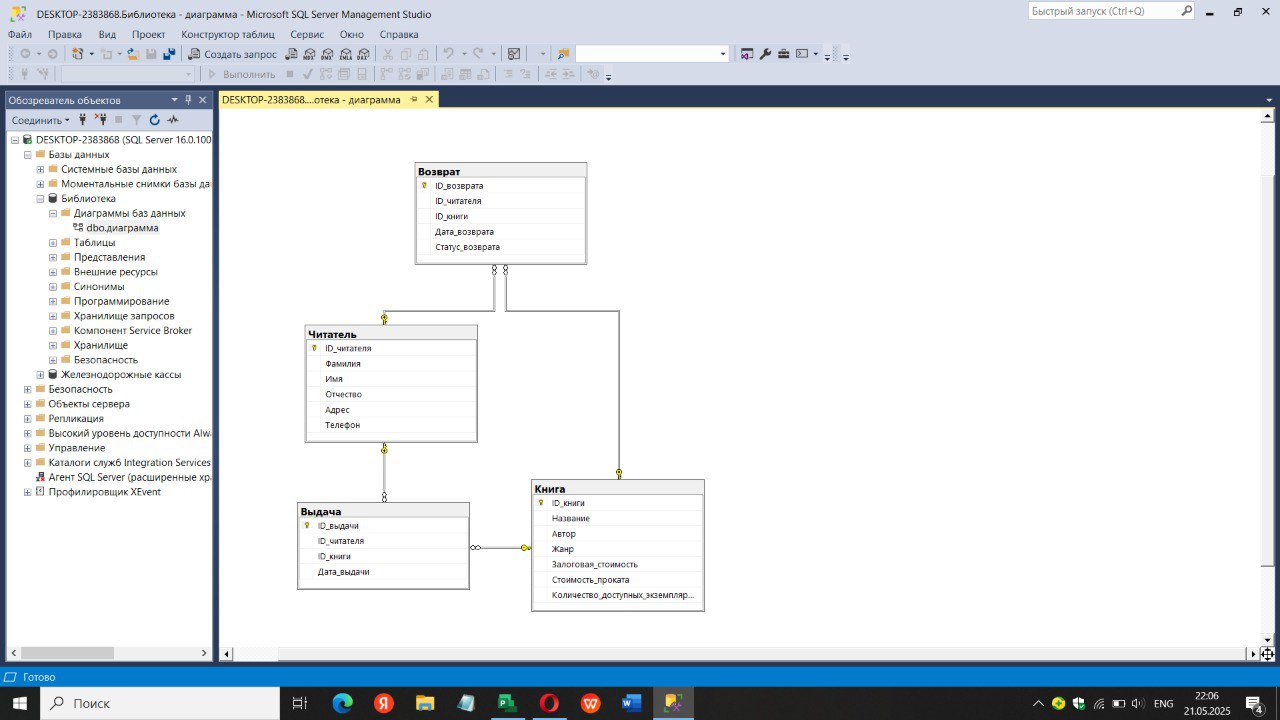 DESKTOP-2383868.Библиотека - диаграмма - Microsoft SQL Server Management Studio
Быстрый запуск (Ctrl+Q)
Файл Правка Вид Проект Конструктор таблиц Сервис Окно Справка
Создать запрос
Выполнить
Обозреватель объектов
DESKTOP-2383868....отека - диаграмма
Соединить
DESKTOP-2383868 (SQL Server 16.0.100
Базы данных
Системные базы данных
Моментальные снимки базы да
Библиотека
Диаграммы баз данных
dbo.диаграмма
Таблицы
Представления
Внешние ресурсы
Синонимы
Программирование
Хранилище запросов
Компонент Service Broker
Хранилище
Безопасность
Железнодорожные кассы
Безопасность
Объекты сервера
Репликация
Высокий уровень доступности Alw
Управление
Каталоги служб Integration Services
Агент SQL Server (расширенные хр
Профилировщик XEvent
Возврат
ID_возврата
ID_читателя
ID_книги
Дата_возврата
Статус_возврата
Читатель
ID_читателя
Фамилия
Имя
Отчество
Адрес
Телефон
Выдача
ID_выдачи
ID_читателя
ID_книги
Дата_выдачи
Книга
ID_книги
Название
Автор
Жанр
Залоговая_стоимость
Стоимость_проката
Количество_доступных_экземпляр...
Готово
Поиск
ENG
22:06
21.05.2025
4